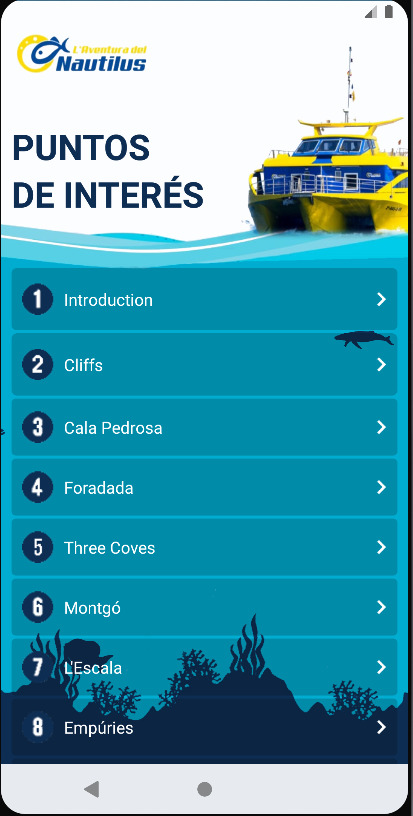 L'Aventura del
Nautilus
PUNTOS
DE INTERÉS
1 Introduction
2 Cliffs
3 Cala Pedrosa
4 Foradada
5 Three Coves
6 Montgó
7 L'Escala
8 Empúries